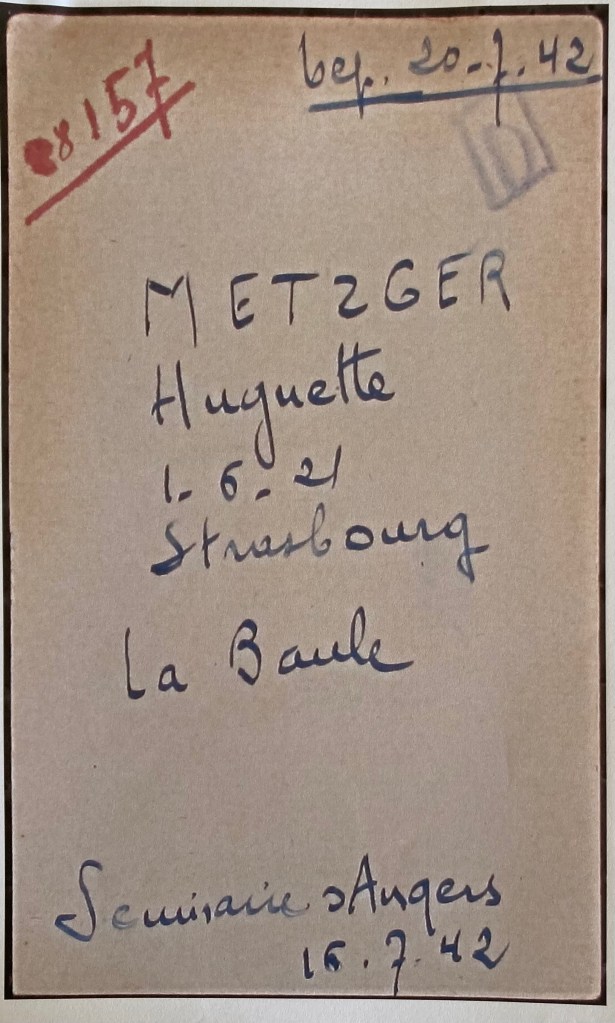 8157
Dep. 20-7.42
D
METZGER
Huguette
1-6-21
Strasbourg
La Baule
Seminaire d'Angers
16.7.42